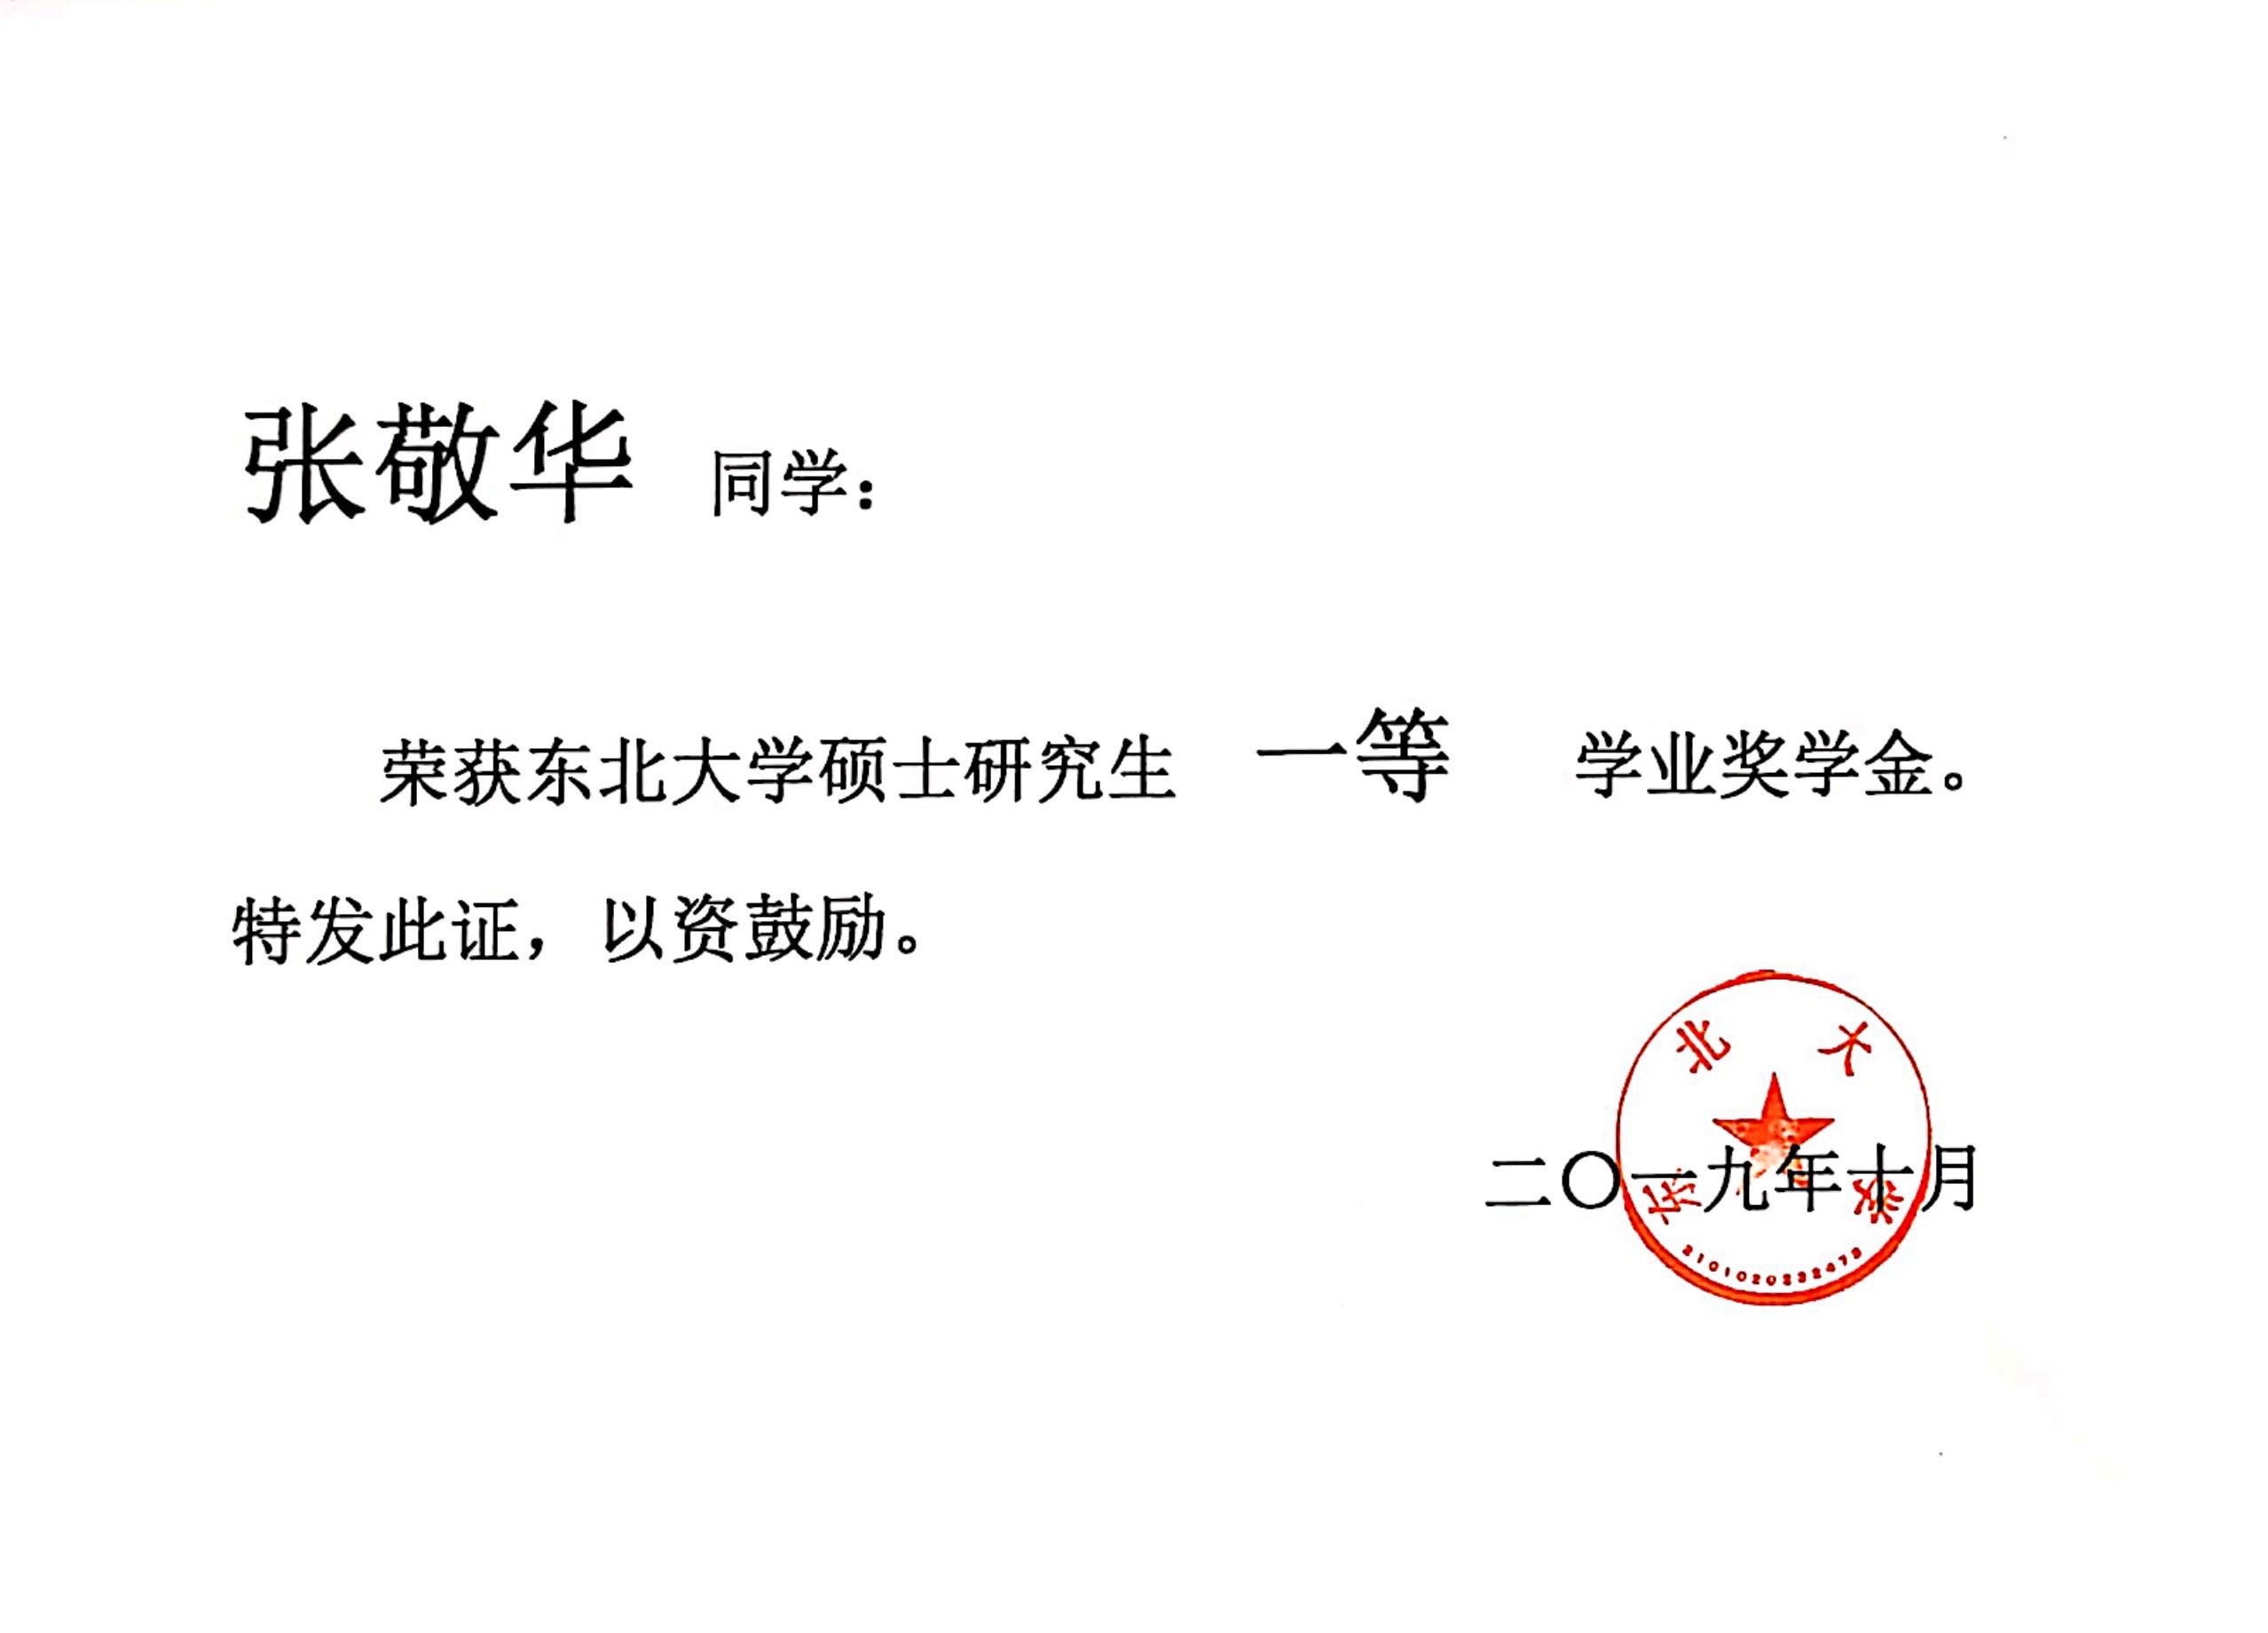 张敬华 同学：
荣获东北大学硕士研究生 一等 学业奖学金。
特发此证，以资鼓励。
东北大学
二〇一九年十月